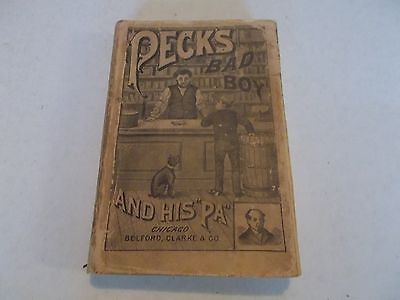 PECK'S
BAD
BOY
AND HIS "PA"
CHICAGO
BELFORD, CLARKE & CO.